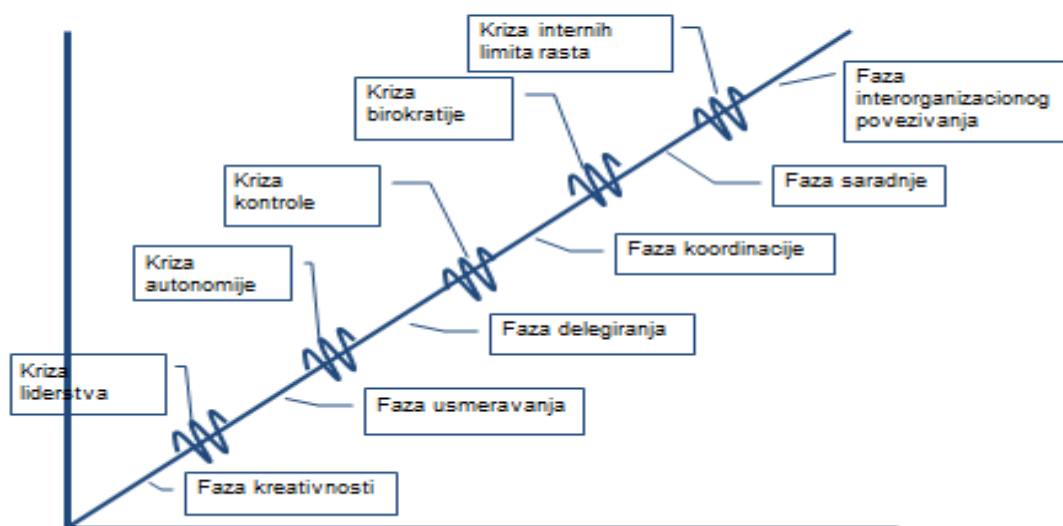 Kriza internih
limita rasta
Faza
interorganizacionog
povezivanja
Kriza
birokratije
Faza saradnje
Kriza
kontrole
Faza koordinacije
Kriza
autonomije
Faza delegiranja
Kriza
liderstva
Faza usmeravanja
Faza kreativnosti